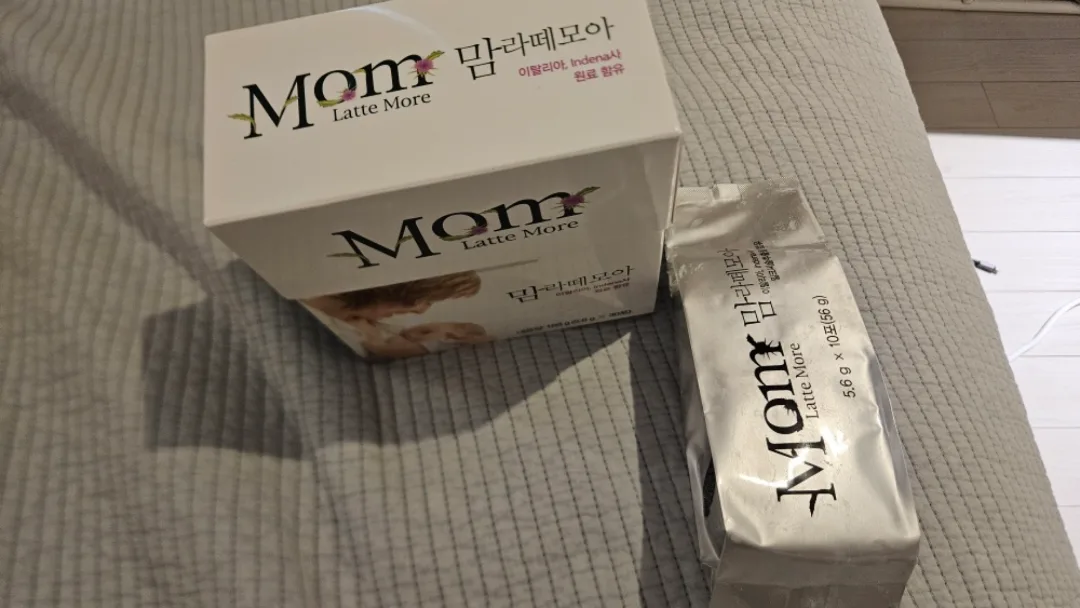 Mom
Latte More
맘라떼모아
이탈리아, Indena사
원료 함유
Mom
Latte More
맘라떼모아
Mom
Latte More
맘라떼모아
5.6 g × 10포(56 g)